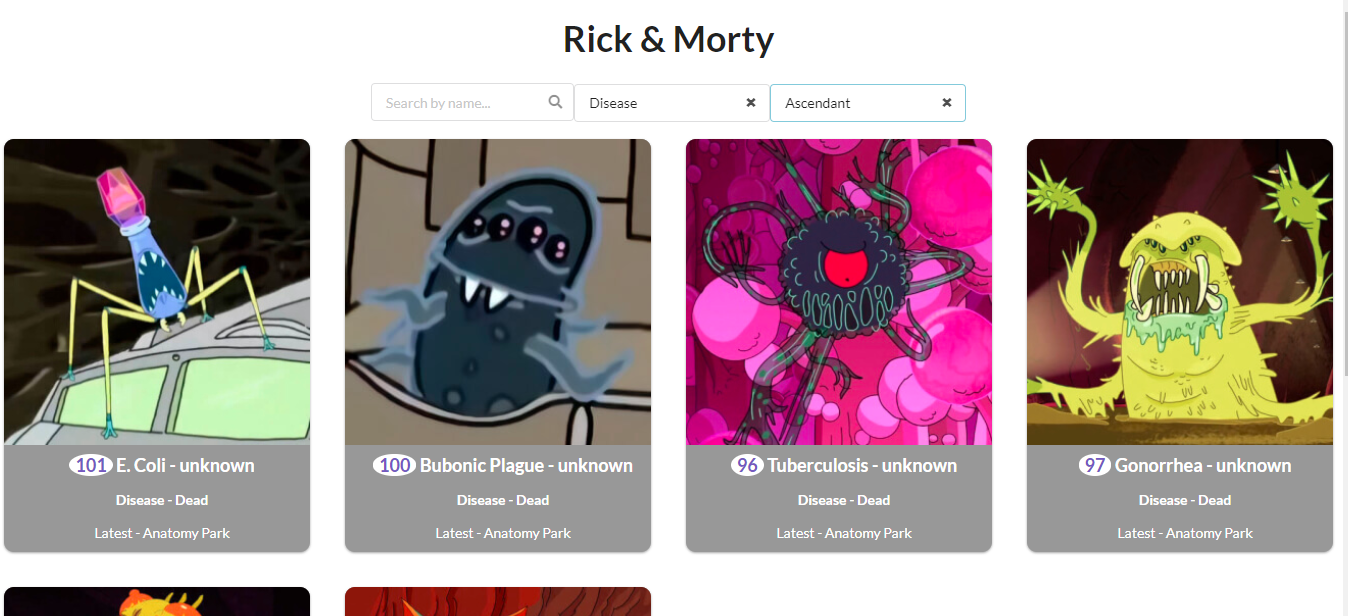 Rick & Morty
Search by name...
Disease
Ascendant
101 E. Coli - unknown
Disease - Dead
Latest - Anatomy Park
100 Bubonic Plague - unknown
Disease - Dead
Latest - Anatomy Park
96 Tuberculosis - unknown
Disease - Dead
Latest - Anatomy Park
97 Gonorrhea - unknown
Disease - Dead
Latest - Anatomy Park